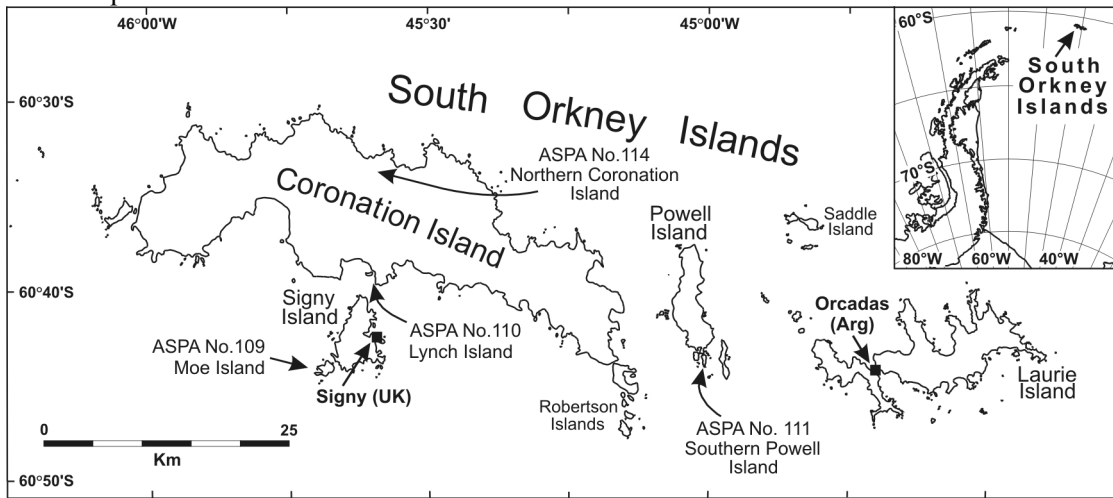 46°00'W
45°30'
45°00'W
60°S
South
Orkney
Islands
70°S
80°W
60°W
40°W
60°30'S
South Orkney Islands
ASPA No.114
Northern Coronation
Island
Coronation Island
Powell
Island
Saddle
Island
60°40'S
Signy
Island
Orcadas
(Arg)
ASPA No.110
Lynch Island
ASPA No.109
Moe Island
Signy (UK)
Laurie
Island
Robertson
Islands
ASPA No. 111
Southern Powell
Island
0 25
Km
60°50'S